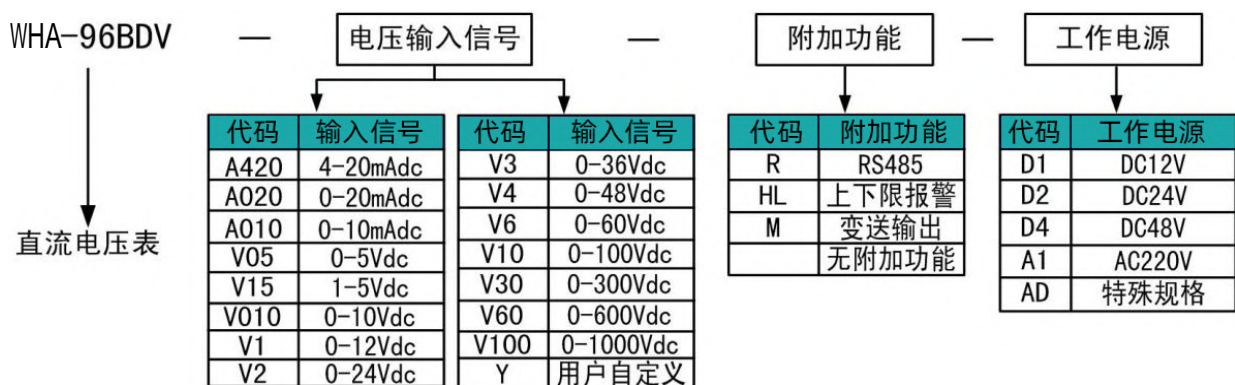 WHA-96BDV — 电压输入信号 — 附加功能 — 工作电源
直流电压表
代码 输入信号
A420 4-20mAdc
A020 0-20mAdc
A010 0-10mAdc
V05 0-5Vdc
V15 1-5Vdc
V010 0-10Vdc
V1 0-12Vdc
V2 0-24Vdc
代码 输入信号
V3 0-36Vdc
V4 0-48Vdc
V6 0-60Vdc
V10 0-100Vdc
V30 0-300Vdc
V60 0-600Vdc
V100 0-1000Vdc
Y 用户自定义
代码 附加功能
R RS485
HL 上下限报警
M 变送输出
无附加功能
代码 工作电源
D1 DC12V
D2 DC24V
D4 DC48V
A1 AC220V
AD 特殊规格